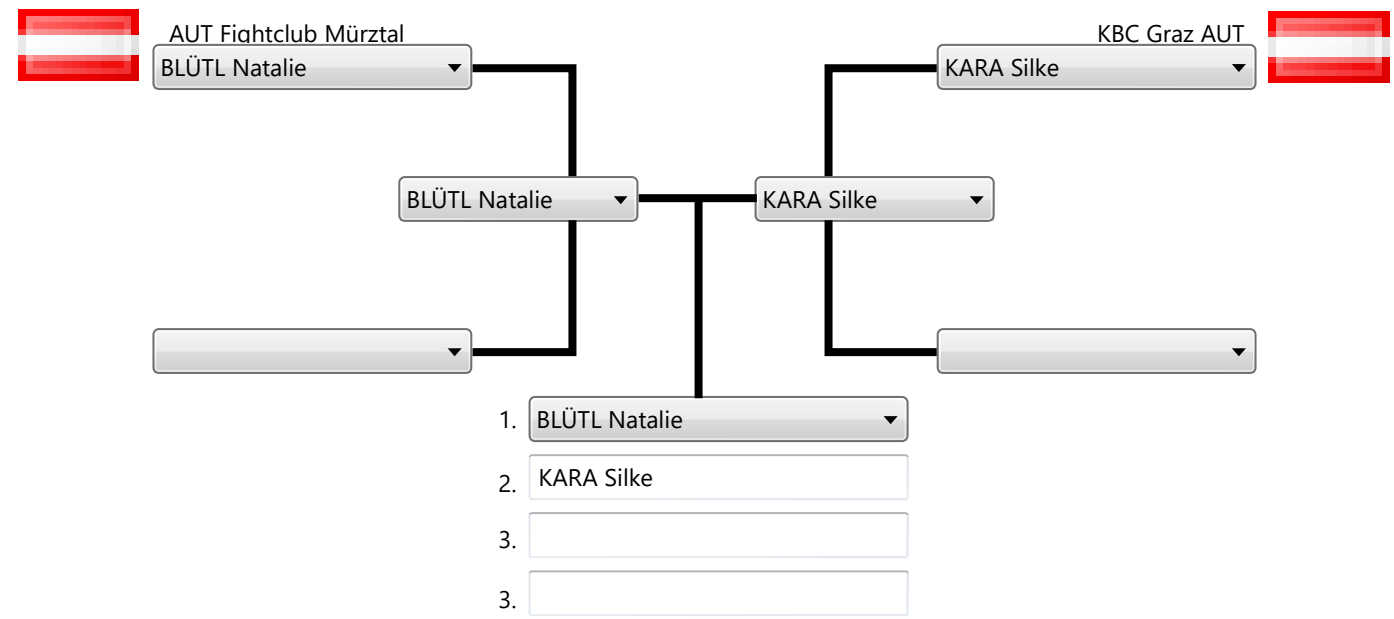 AUT Fightclub Mürztal
KBC Graz AUT
BLÜTL Natalie
KARA Silke
BLÜTL Natalie
KARA Silke
1. BLÜTL Natalie
2. KARA Silke
3.
3.